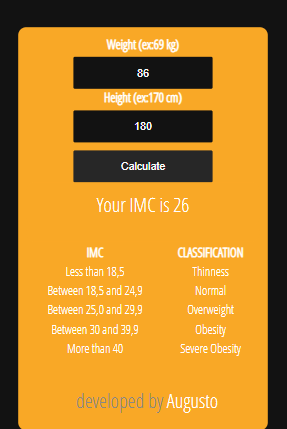 Weight (ex:69 kg)
86
Height (ex:170 cm)
180
Calculate
Your IMC is 26
IMC CLASSIFICATION
Less than 18,5 Thinness
Between 18,5 and 24,9 Normal
Between 25,0 and 29,9 Overweight
Between 30 and 39,9 Obesity
More than 40 Severe Obesity
developed by Augusto